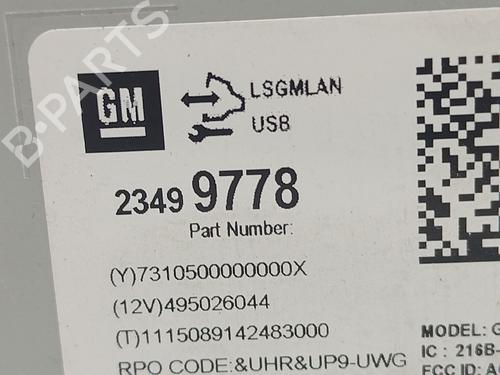 B-PARTS
GM
LSGMLAN
USB
2349 9778
Part Number:
(Y)7310500000000X
(12V)495026044
(T)1115089142483000
RPO CODE:&UHR&UP9-UWG
MODEL: G
IC : 216B-
FCC ID: A